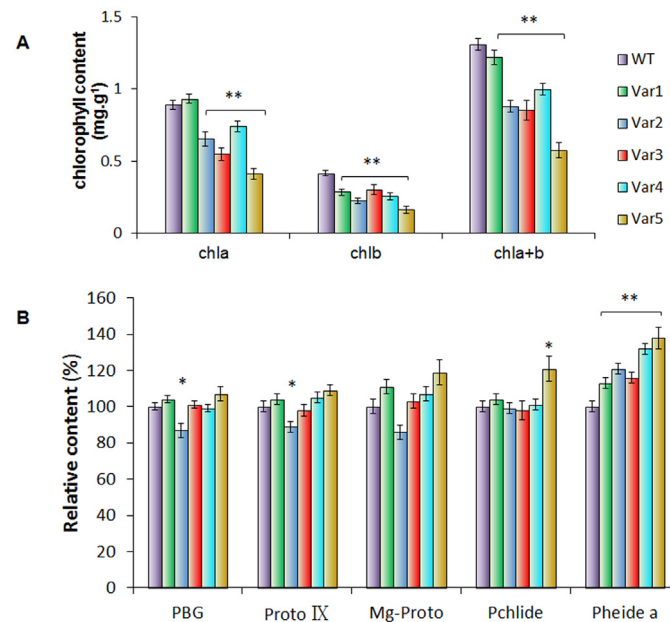 A
chlorophyll content
(mg.g¹)
1.5
1
0.5
0
**
**
**
chla
chlb
chla+b
WT
Var1
Var2
Var3
Var4
Var5
B
Relative content (%)
160
140
120
100
80
60
40
20
0
*
*
*
**
PBG
Proto IX
Mg-Proto
Pchlide
Pheide a